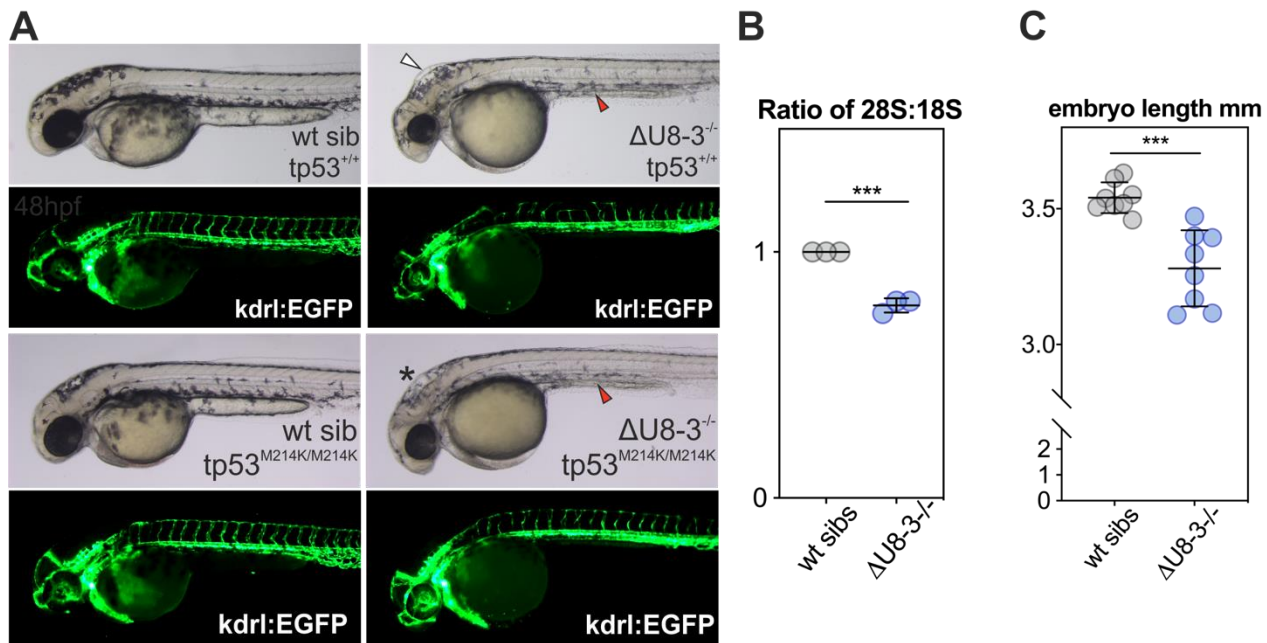 A
wt sib
tp53+/+
ΔU8-3-/-
tp53+/+
48hpf
kdrl:EGFP
kdrl:EGFP
*
wt sib
tp53M214K/M214K
ΔU8-3-/-
tp53M214K/M214K
kdrl:EGFP
kdrl:EGFP
B
Ratio of 28S:18S
***
1
0
wt sibs
ΔU8-3-/-
C
embryo length mm
***
3.5
3.0
2
1
0
wt sibs
ΔU8-3-/-